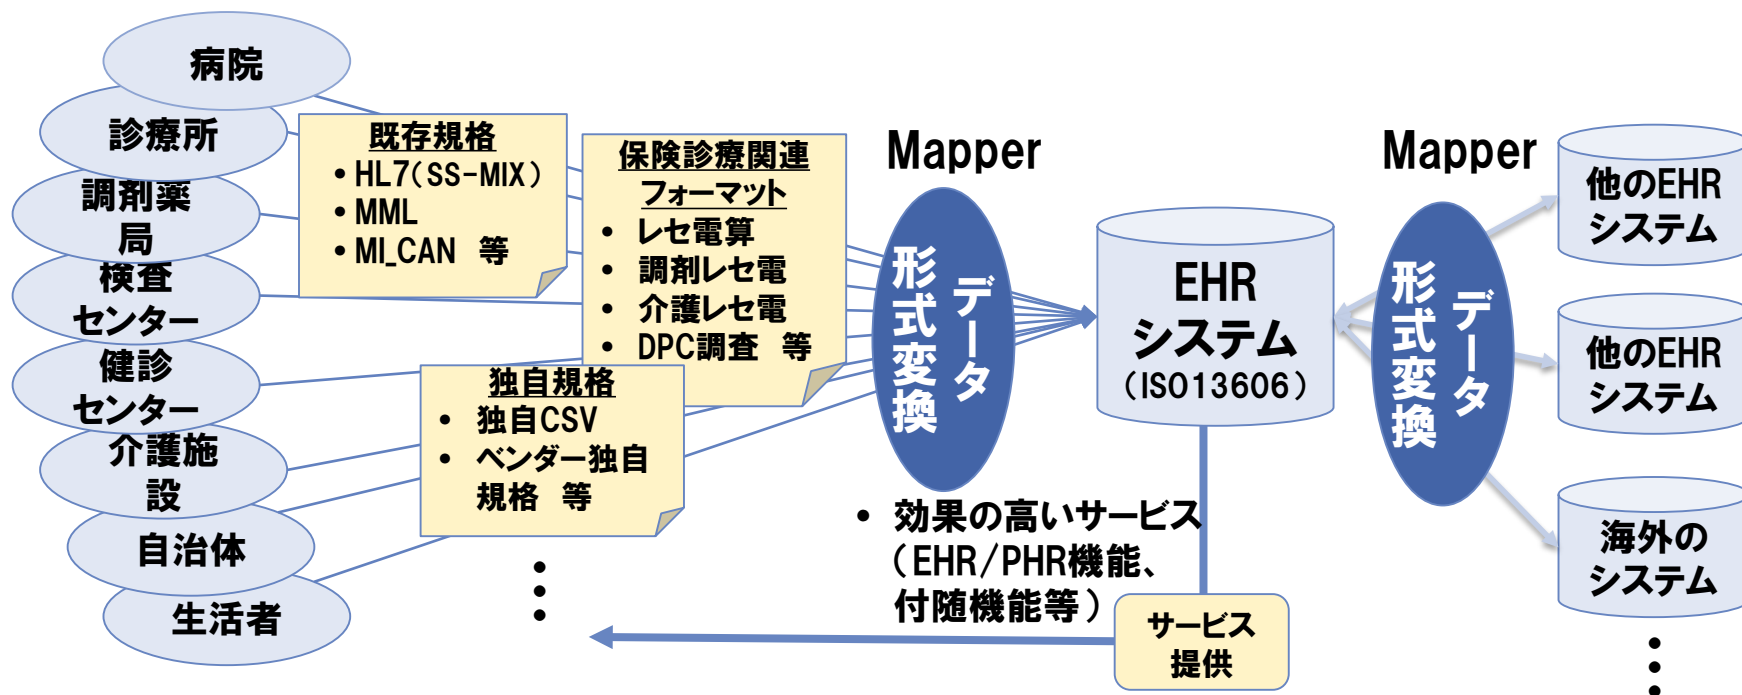 病院
診療所
調剤薬
局
検査
センター
健診
センター
介護施
設
自治体
生活者
既存規格
• HL7(SS-MIX)
• MML
• MI_CAN 等
保険診療関連
フォーマット
• レセ電算
• 調剤レセ電
• 介護レセ電
• DPC調査 等
独自規格
• 独自CSV
• ベンダー独自
規格 等
Mapper
データ
形式変換
EHR
システム
(ISO13606)
• 効果の高いサービス
(EHR/PHR機能、
付随機能等)
サービス
提供
Mapper
データ
形式変換
他のEHR
システム
他のEHR
システム
海外の
システム